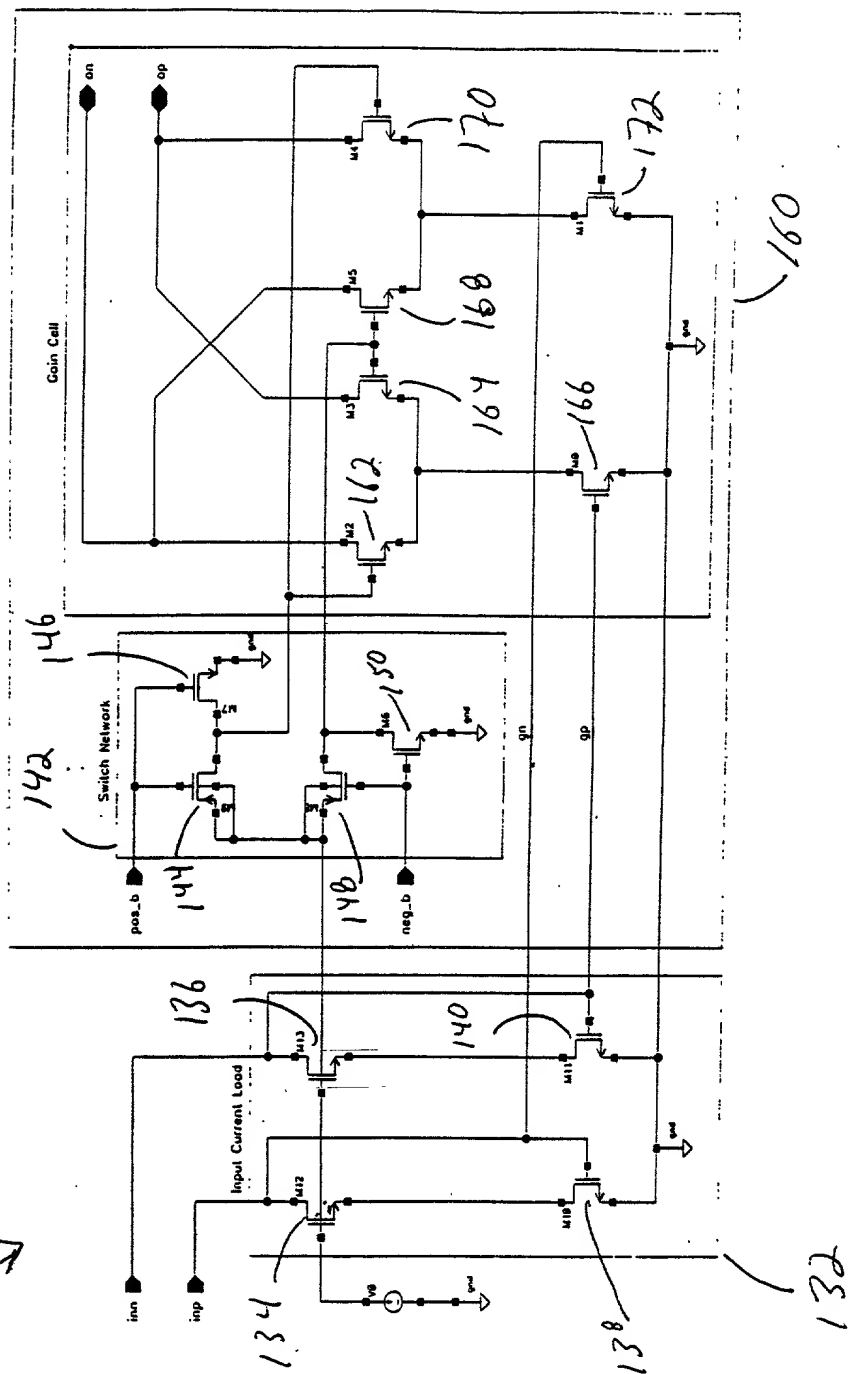 Gain Cell
on
op
M4
M5
M3
M2
170
168
164
162
M1
M0
172
166
gnd
160
142
146
Switch Network
pos_b
neg_b
M7
gnd
144
148
150
M6
gnd
gn
gp
Input Current Load
inn
inp
M13
M12
136
134
140
138
M11
M10
gnd
V0
gnd
132